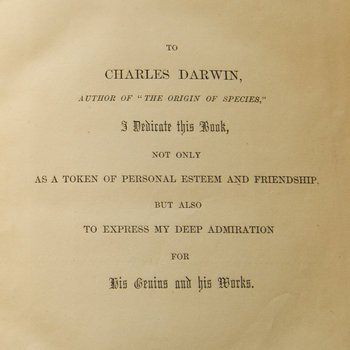 TO
CHARLES DARWIN,
AUTHOR OF "THE ORIGIN OF SPECIES,"
I Dedicate this Book,
NOT ONLY
AS A TOKEN OF PERSONAL ESTEEM AND FRIENDSHIP,
BUT ALSO
TO EXPRESS MY DEEP ADMIRATION
FOR
His Genius and his Works.